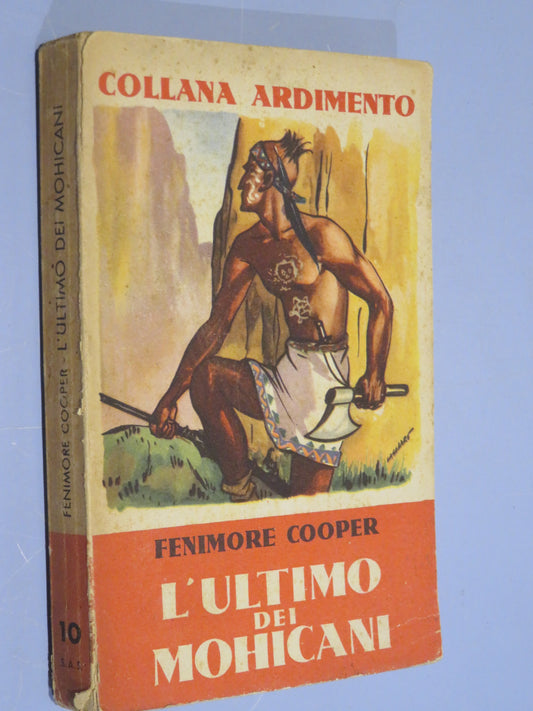 COLLANA ARDIMENTO
FENIMORE COOPER
L'ULTIMO
DEI
MOHICANI
FENIMORE COOPER - L'ULTIMO DEI MOHICANI
10
S.A.S.